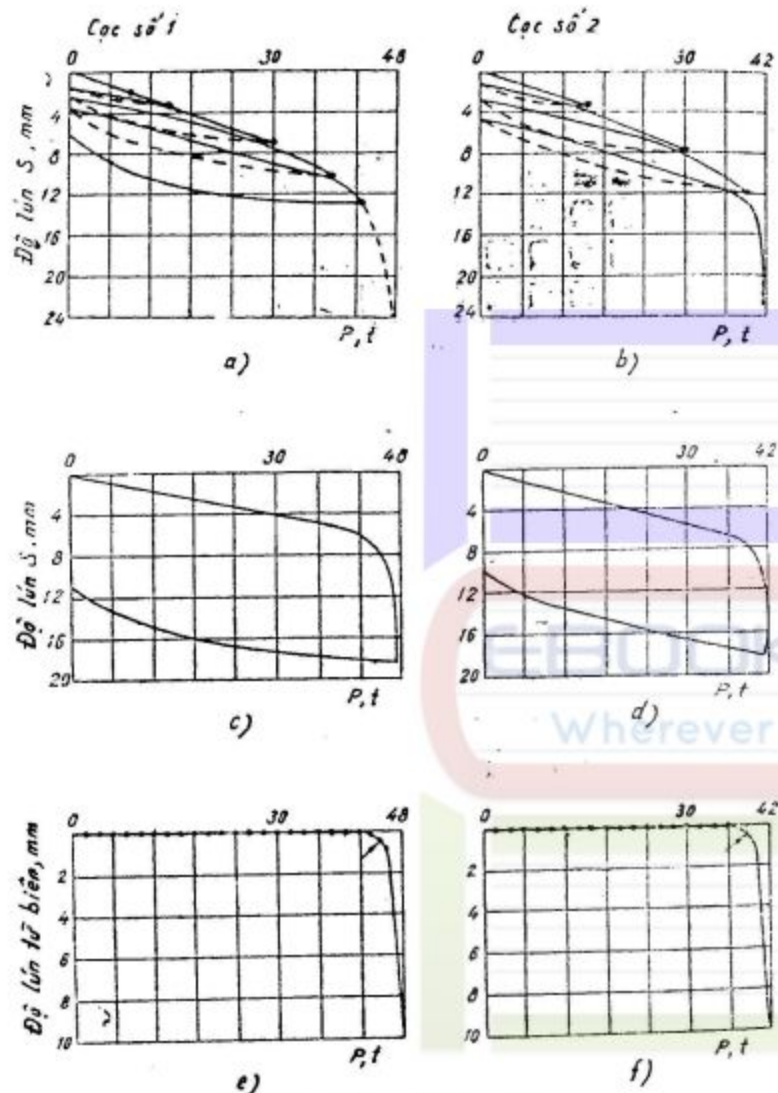 Cọc số 1
Cọc số 2
0 30 48
0 30 42
Độ lún S, mm
4
8
12
16
20
24
4
8
12
16
20
24
P, t
P, t
a)
b)
0 30 48
0 30 42
Độ lún S, mm
4
8
12
16
20
4
8
12
16
20
P, t
P, t
c)
d)
EBOOK
Wherever
0 30 48
0 30 42
Độ lún từ biến, mm
2
4
6
8
10
2
4
6
8
10
P, t
P, t
e)
f)